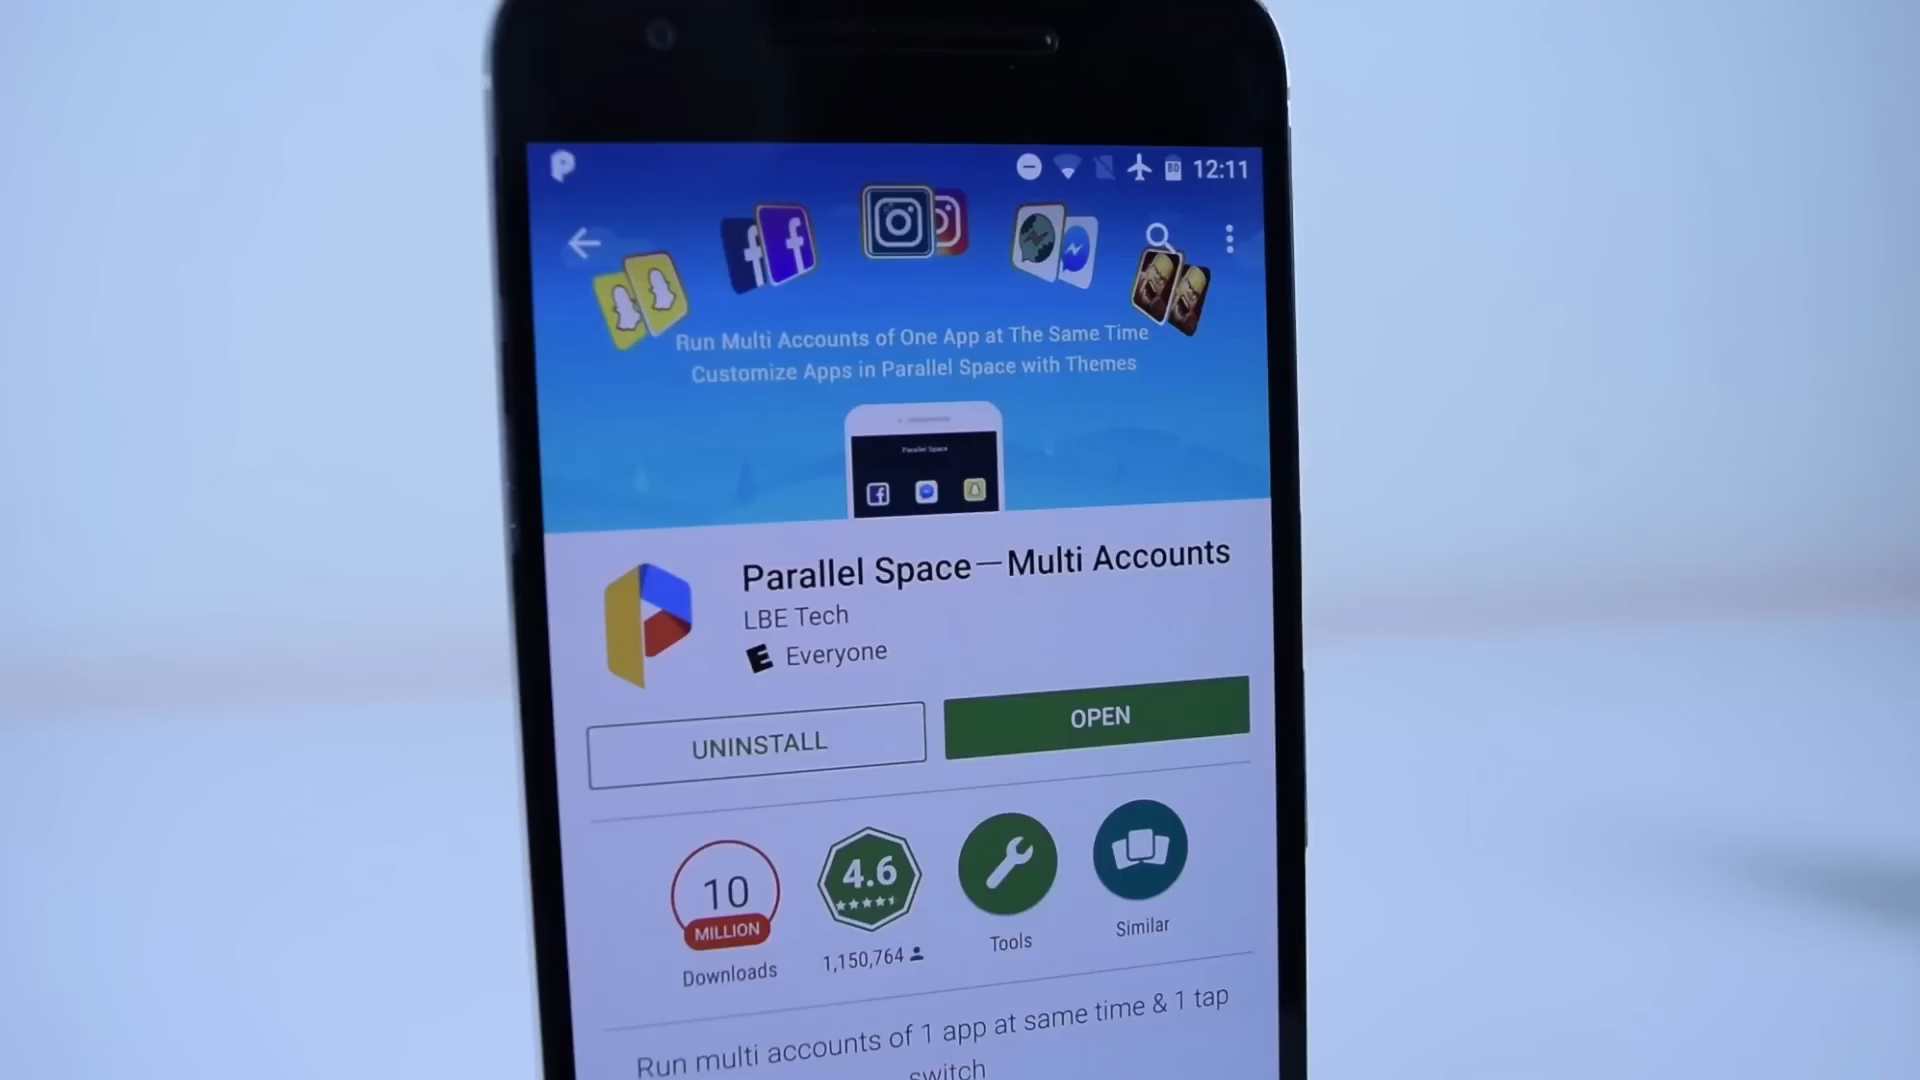 12:11
Run Multi Accounts of One App at The Same Time
Customize Apps in Parallel Space with Themes
Parallel Space
Parallel Space—Multi Accounts
LBE Tech
E Everyone
UNINSTALL
OPEN
10
MILLION
Downloads
4.6
1,150,764
Tools
Similar
Run multi accounts of 1 app at same time & 1 tap
switch